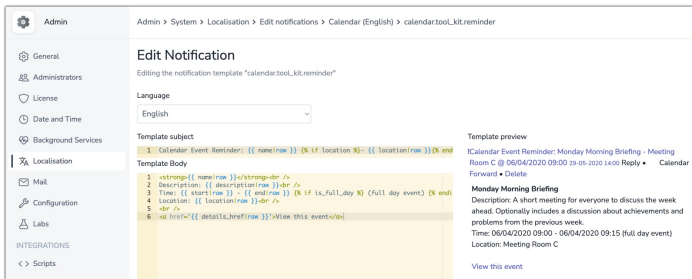 Admin
Admin > System > Localisation > Edit notifications > Calendar (English) > calendar.tool_kit.reminder
General
Administrators
License
Date and Time
Background Services
Localisation
Mail
Configuration
Labs
INTEGRATIONS
Scripts
Edit Notification
Editing the notification template "calendar.tool_kit.reminder"
Language
English
Template subject
1 Calendar Event Reminder: {{ name|raw }} {% if location %}- {{ location|raw }}{% end
Template Body
1 <strong>{{ name|raw }}</strong><br />
2 Description: {{ description|raw }}<br />
3 Time: {{ start|raw }} - {{ end|raw }} {% if is_full_day %} (full day event) {% endi
4 Location: {{ location|raw }}<br />
5 <br />
6 <a href="{{ details_href|raw }}">View this event</a>
Template preview
Calendar Event Reminder: Monday Morning Briefing - Meeting
Room C @ 06/04/2020 09:00 29-05-2020 14:00 Reply • Calendar
Forward • Delete
Monday Morning Briefing
Description: A short meeting for everyone to discuss the week
ahead. Optionally includes a discussion about achievements and
problems from the previous week.
Time: 06/04/2020 09:00 - 06/04/2020 09:15 (full day event)
Location: Meeting Room C
View this event